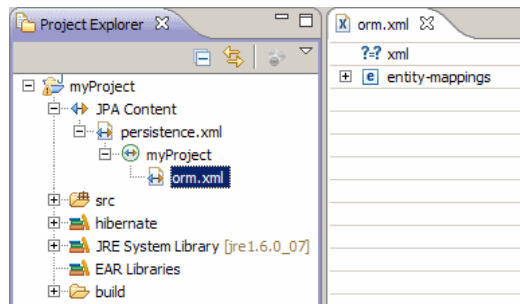 Project Explorer
myProject
JPA Content
persistence.xml
myProject
orm.xml
src
hibernate
JRE System Library [jre1.6.0_07]
EAR Libraries
build
X orm.xml
?=? xml
e entity-mappings